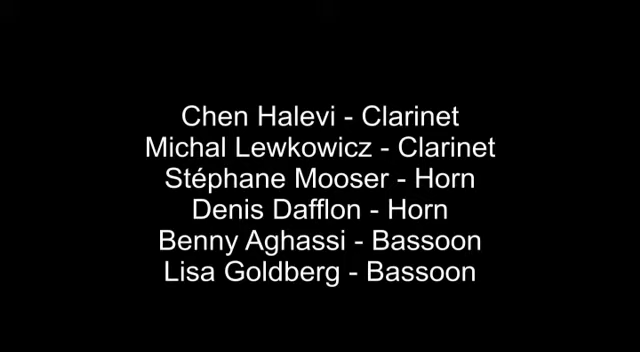 Chen Halevi - Clarinet
Michal Lewkowicz - Clarinet
Stéphane Mooser - Horn
Denis Dafflon - Horn
Benny Aghassi - Bassoon
Lisa Goldberg - Bassoon